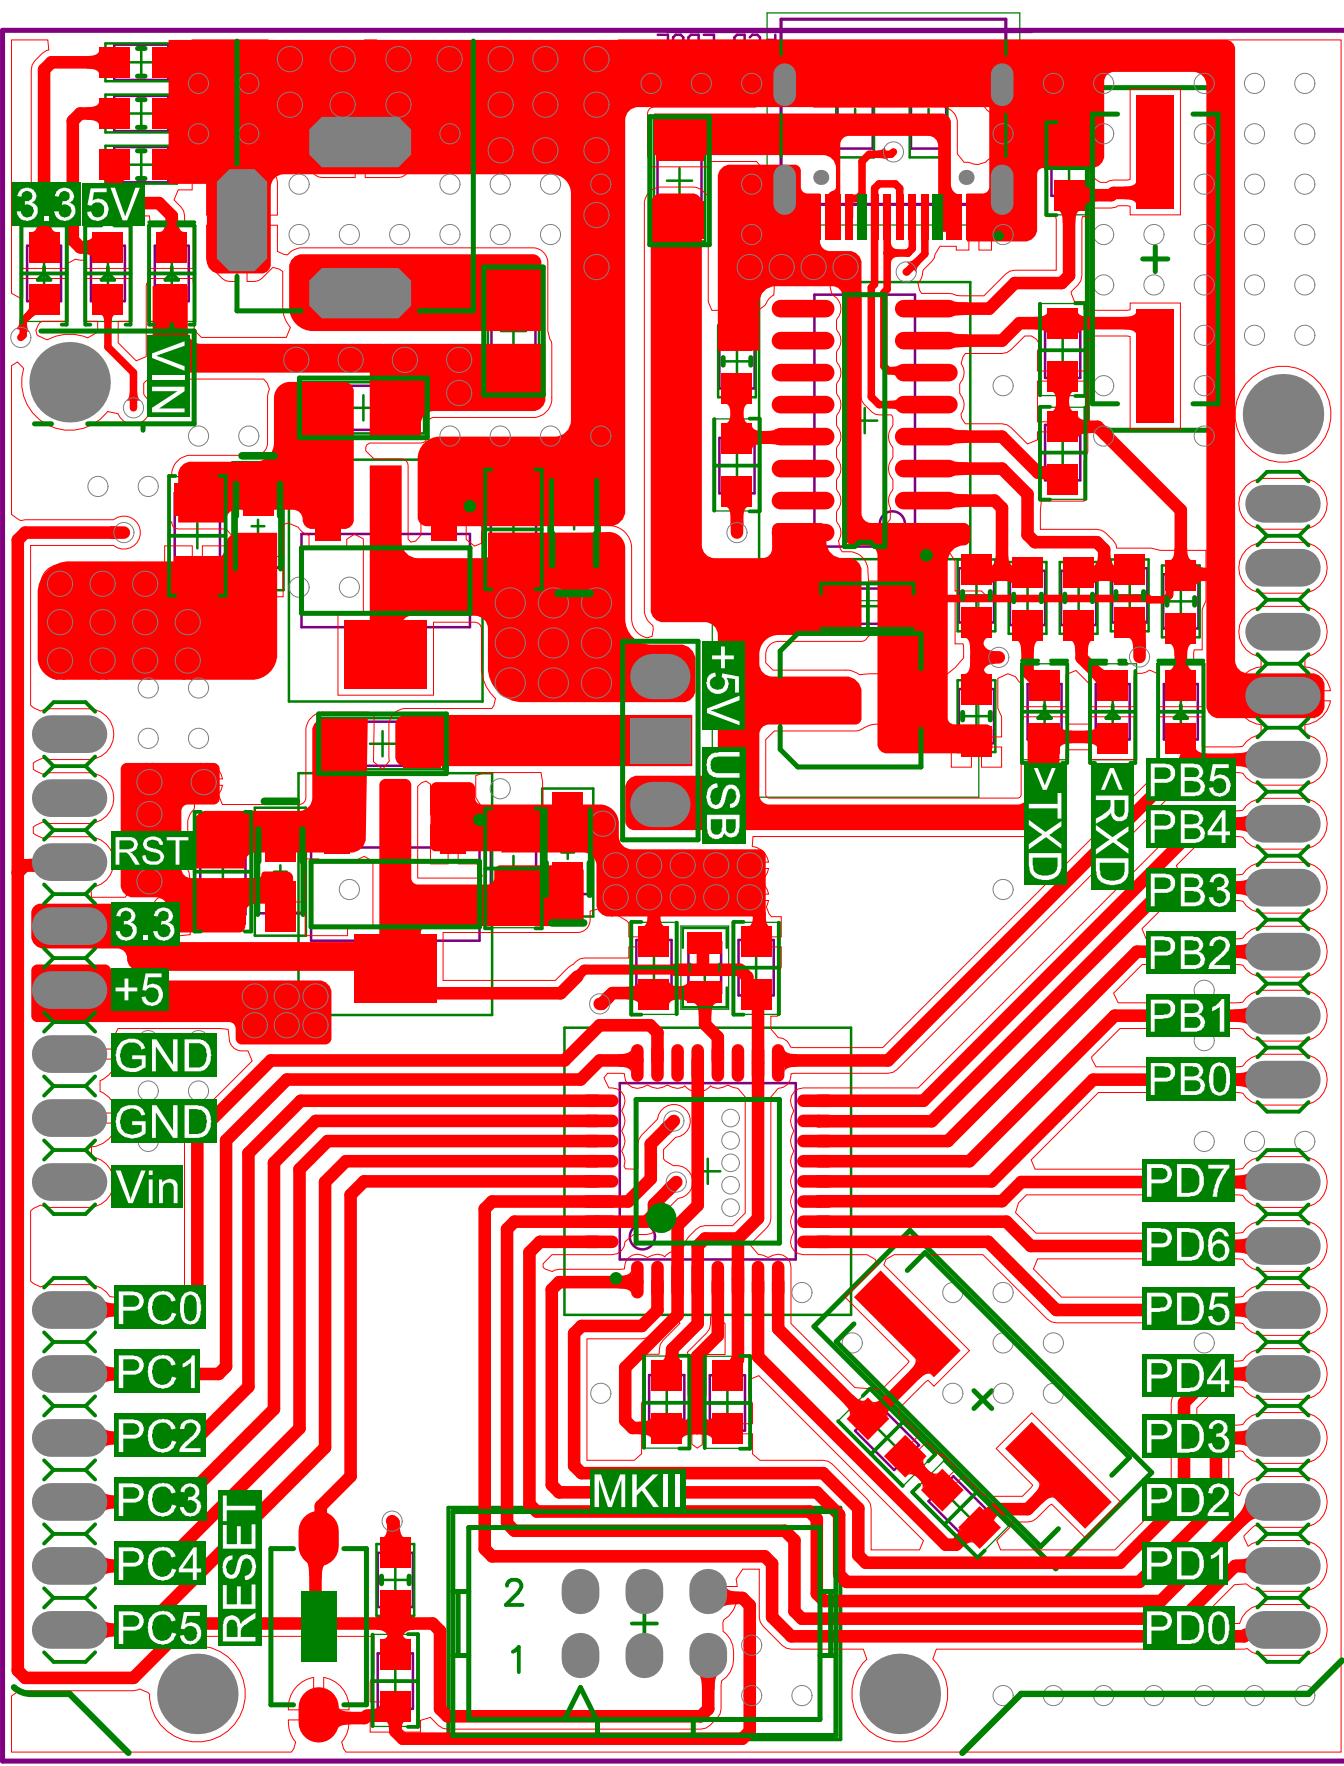 3.3
5V
VIN
+5V
USB
>TXD
<RXD
RST
3.3
+5
GND
GND
Vin
PC0
PC1
PC2
PC3
PC4
PC5
RESET
MKII
2
1
PB5
PB4
PB3
PB2
PB1
PB0
PD7
PD6
PD5
PD4
PD3
PD2
PD1
PD0